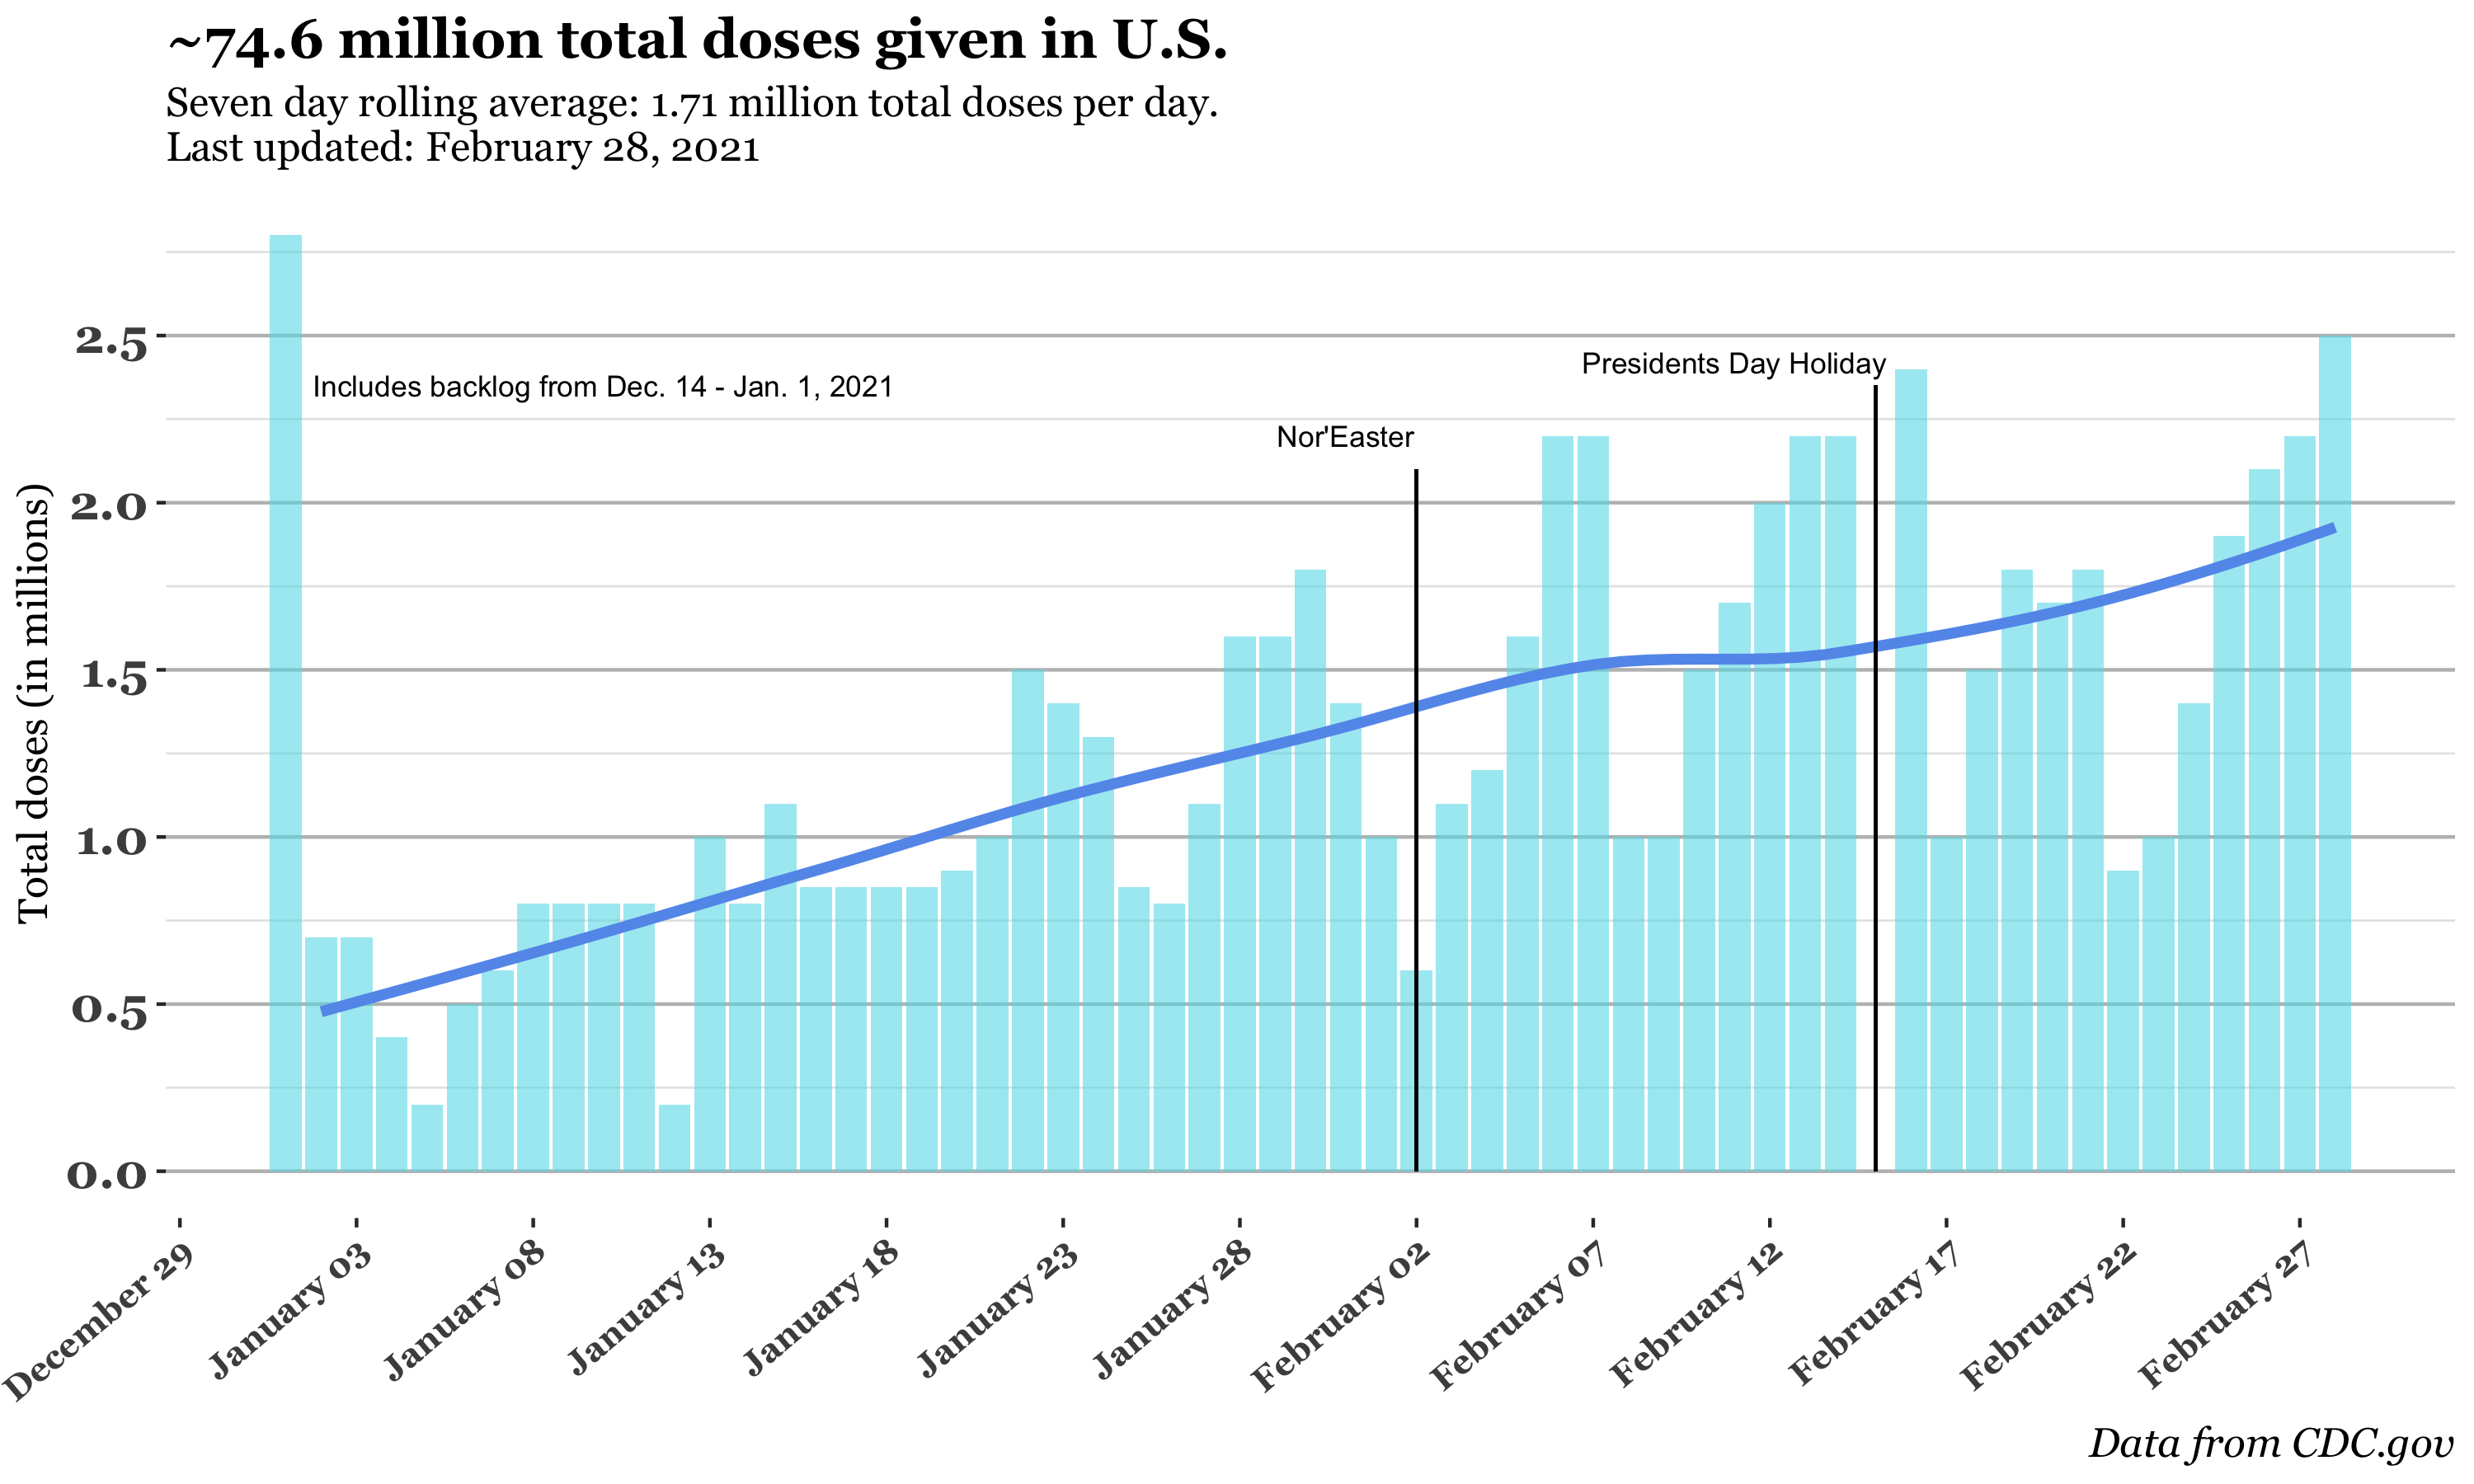 ~74.6 million total doses given in U.S.
Seven day rolling average: 1.71 million total doses per day.
Last updated: February 28, 2021
2.5
Presidents Day Holiday
Includes backlog from Dec. 14 - Jan. 1, 2021
Nor'Easter
2.0
1.5
1.0
0.5
0.0
Total doses (in millions)
December 29
January 03
January 08
January 13
January 18
January 23
January 28
February 02
February 07
February 12
February 17
February 22
February 27
Data from CDC.gov